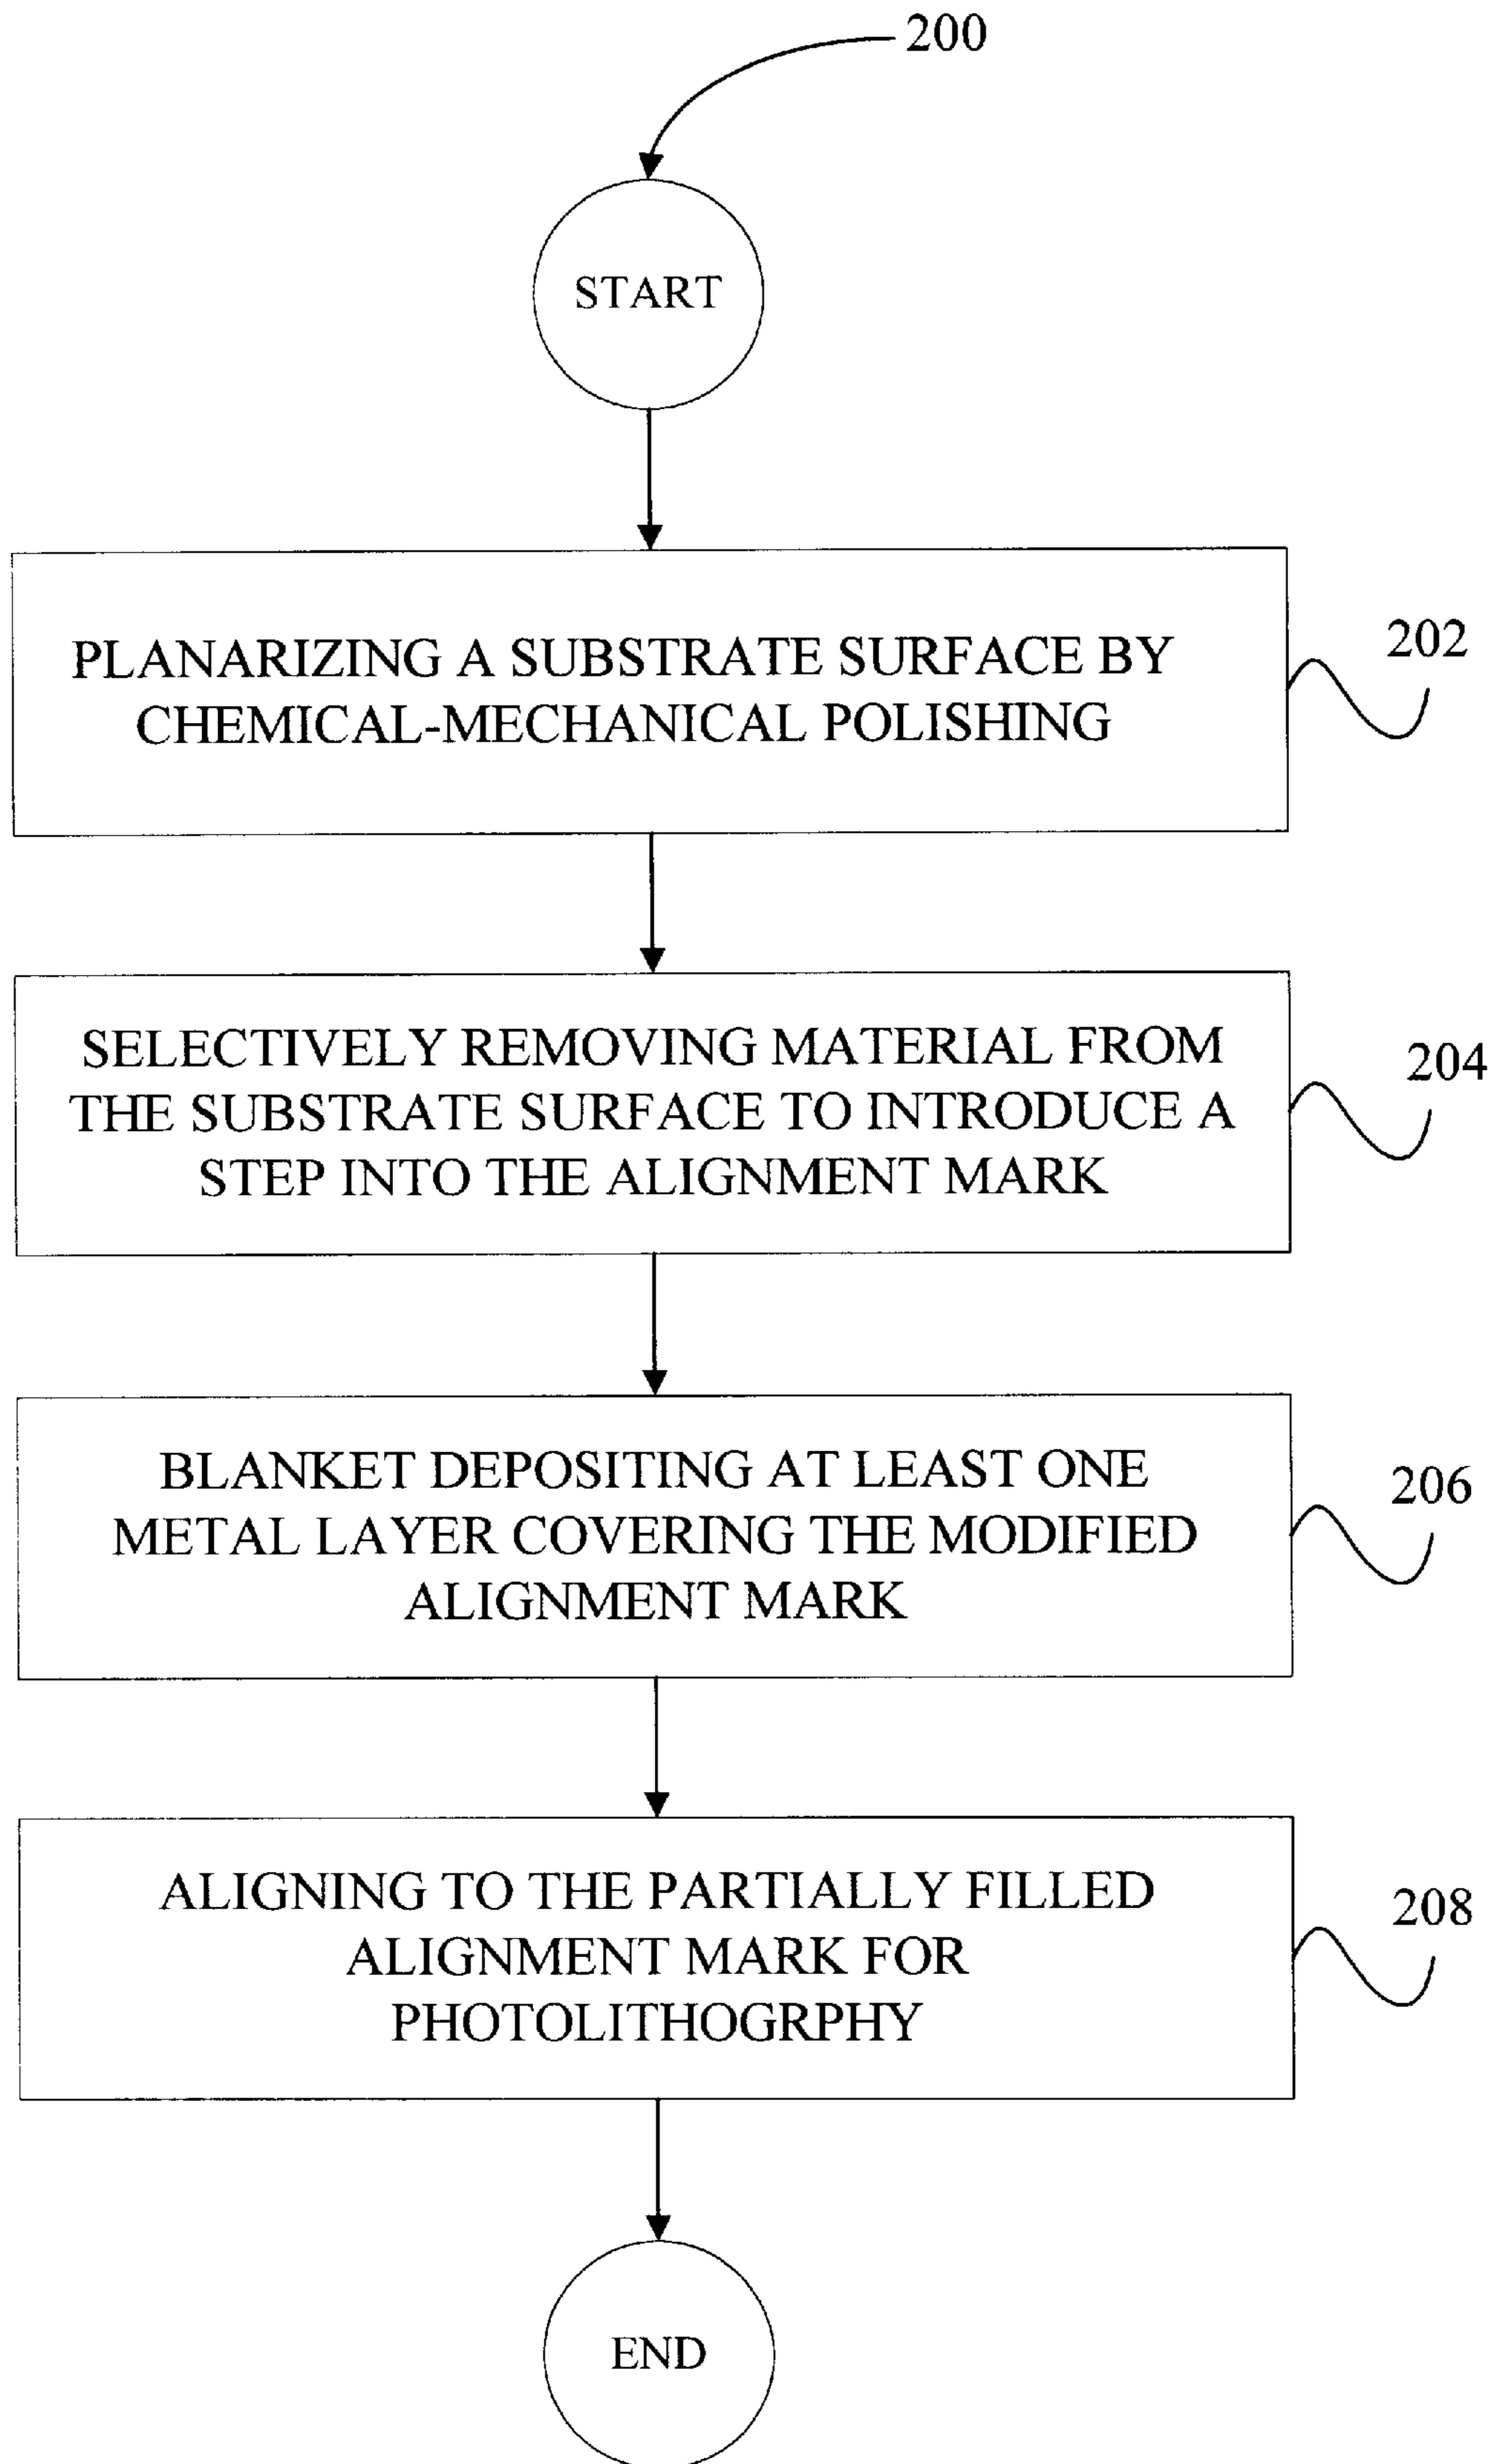 200
START
PLANARIZING A SUBSTRATE SURFACE BY
CHEMICAL-MECHANICAL POLISHING
202
SELECTIVELY REMOVING MATERIAL FROM
THE SUBSTRATE SURFACE TO INTRODUCE A
STEP INTO THE ALIGNMENT MARK
204
BLANKET DEPOSITING AT LEAST ONE
METAL LAYER COVERING THE MODIFIED
ALIGNMENT MARK
206
ALIGNING TO THE PARTIALLY FILLED
ALIGNMENT MARK FOR
PHOTOLITHOGRPHY
208
END